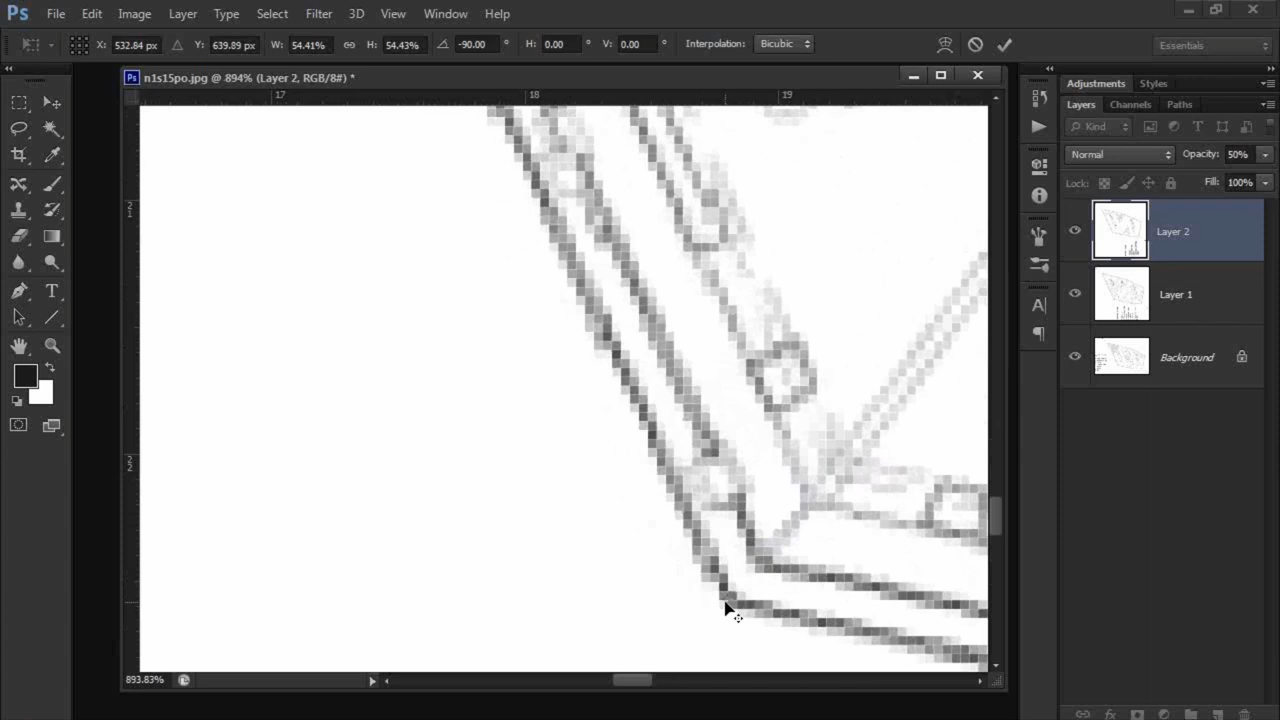 Ps File Edit Image Layer Type Select Filter 3D View Window Help
X: 532.84 px Y: 639.89 px W: 54.41% H: 54.43% -90.00 ° H: 0.00 ° V: 0.00 ° Interpolation: Bicubic Essentials
Ps n1s15po.jpg @ 894% (Layer 2, RGB/8#) *
17 18 19
21
22
893.83%
Adjustments Styles
Layers Channels Paths
Kind
Normal Opacity: 50%
Lock: Fill: 100%
Layer 2
Layer 1
Background